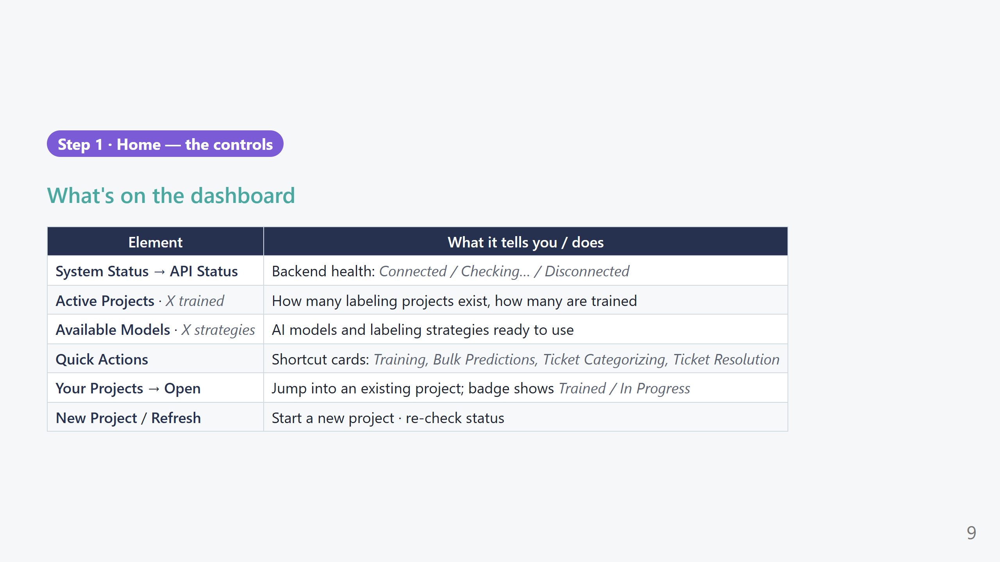 Step 1 · Home — the controls
What's on the dashboard
Element
What it tells you / does
System Status → API Status
Backend health: Connected / Checking... / Disconnected
Active Projects · X trained
How many labeling projects exist, how many are trained
Available Models · X strategies
AI models and labeling strategies ready to use
Quick Actions
Shortcut cards: Training, Bulk Predictions, Ticket Categorizing, Ticket Resolution
Your Projects → Open
Jump into an existing project; badge shows Trained / In Progress
New Project / Refresh
Start a new project · re-check status
9